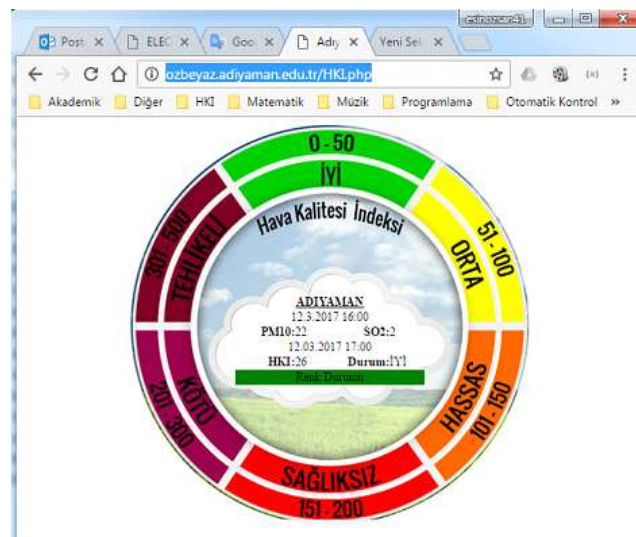 esinozsan41
Post
ELEC
Goo
Adıy
Yeni Sek
ozbeyaz.adiyaman.edu.tr/HKI.php
Akademik Diğer HKI Matematik Müzik Programlama Otomatik Kontrol »
0 - 50
İYİ
301-500
TEHLİKELİ
Hava Kalitesi İndeksi
ORTA
51-100
ADIYAMAN
12.3.2017 16:00
PM10:22 SO2:2
12.03.2017 17:00
HKI:26 Durum:İYİ
Renk Durumu
KÖTÜ
201-300
HASSAS
101-150
SAĞLIKSIZ
151 - 200